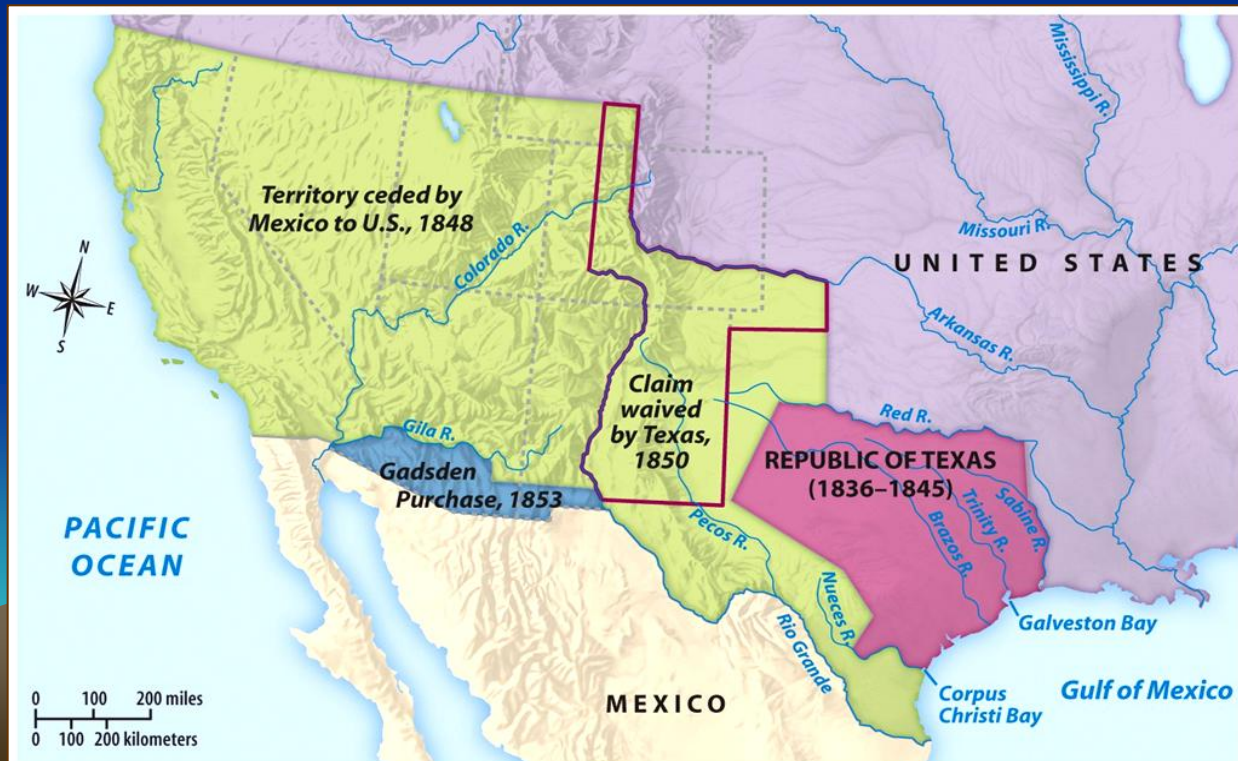 Mississippi R.
Territory ceded by
Mexico to U.S., 1848
Colorado R.
Missouri R.
UNITED STATES
N
W
E
S
Arkansas R.
Claim
waived
by Texas,
1850
Red R.
Gila R.
Gadsden
Purchase, 1853
REPUBLIC OF TEXAS
(1836–1845)
Pecos R.
Brazos R.
Trinity R.
Sabine R.
PACIFIC
OCEAN
Nueces R.
Rio Grande
Galveston Bay
MEXICO
Corpus
Christi Bay
Gulf of Mexico
0 100 200 miles
0 100 200 kilometers